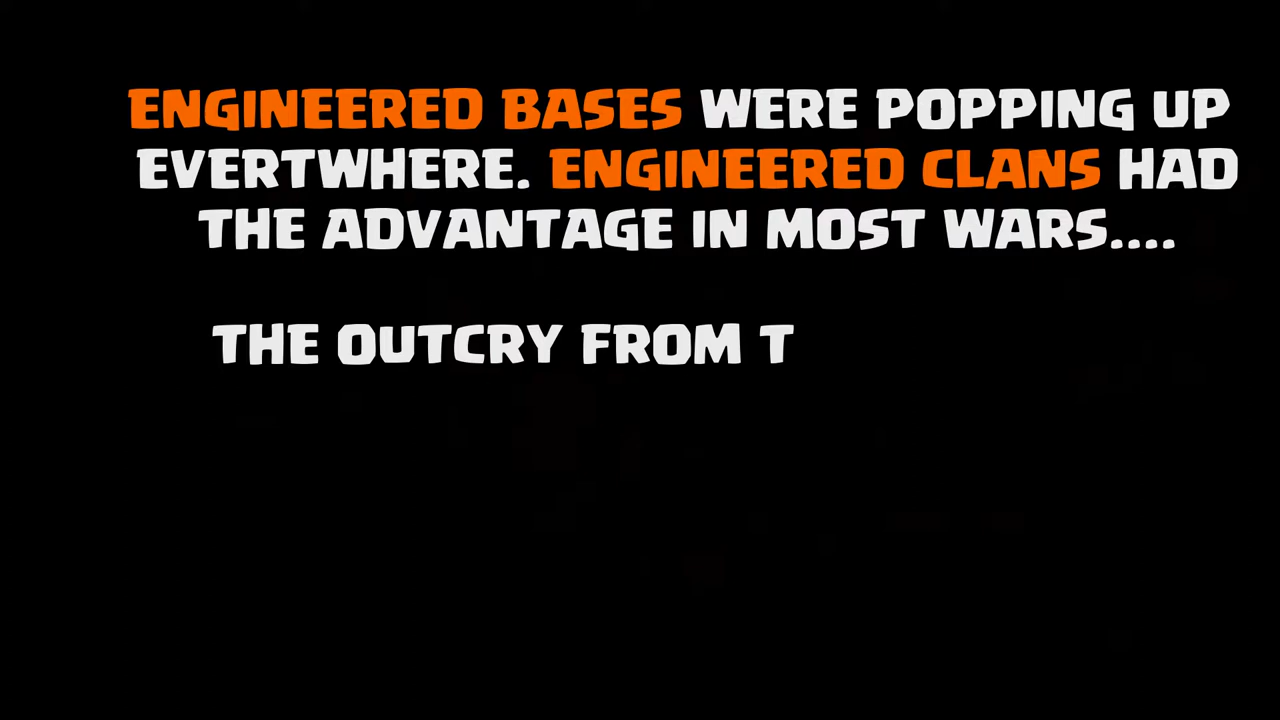 ENGINEERED BASES WERE POPPING UP
EVERTWHERE. ENGINEERED CLANS HAD
THE ADVANTAGE IN MOST WARS....
THE OUTCRY FROM T